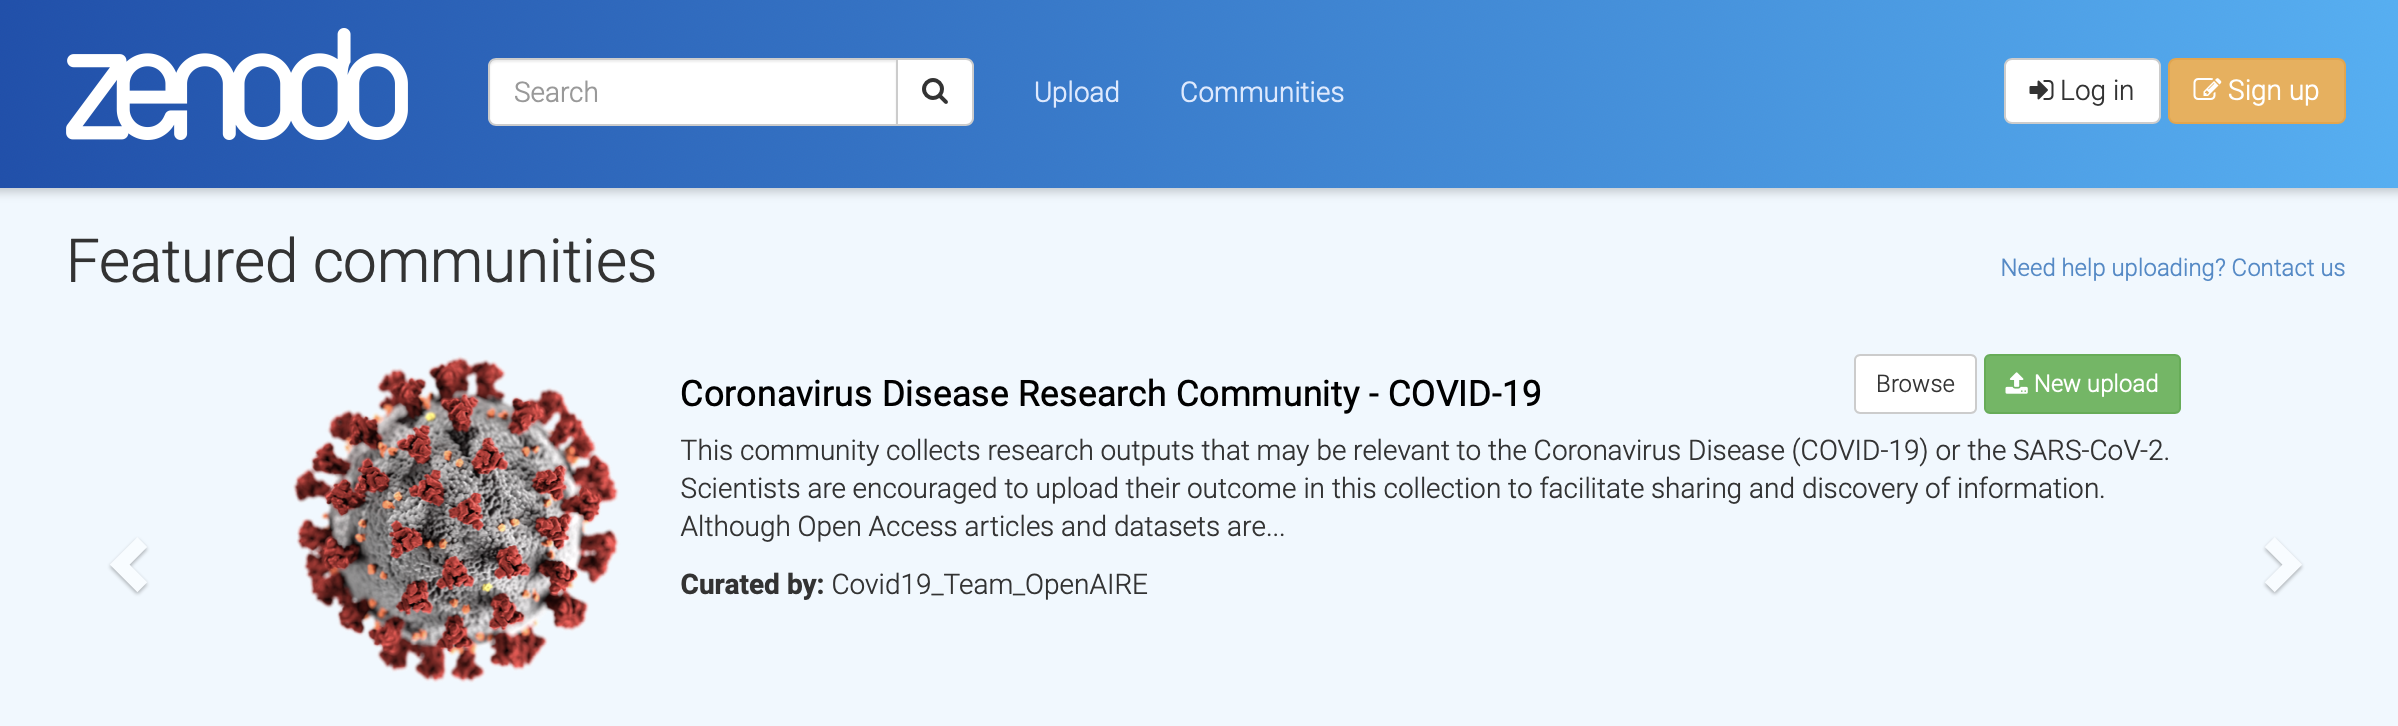 zenodo
Search
Upload
Communities
Log in
Sign up
Featured communities
Need help uploading? Contact us
Coronavirus Disease Research Community - COVID-19
Browse
New upload
This community collects research outputs that may be relevant to the Coronavirus Disease (COVID-19) or the SARS-CoV-2.
Scientists are encouraged to upload their outcome in this collection to facilitate sharing and discovery of information.
Although Open Access articles and datasets are...
Curated by: Covid19_Team_OpenAIRE